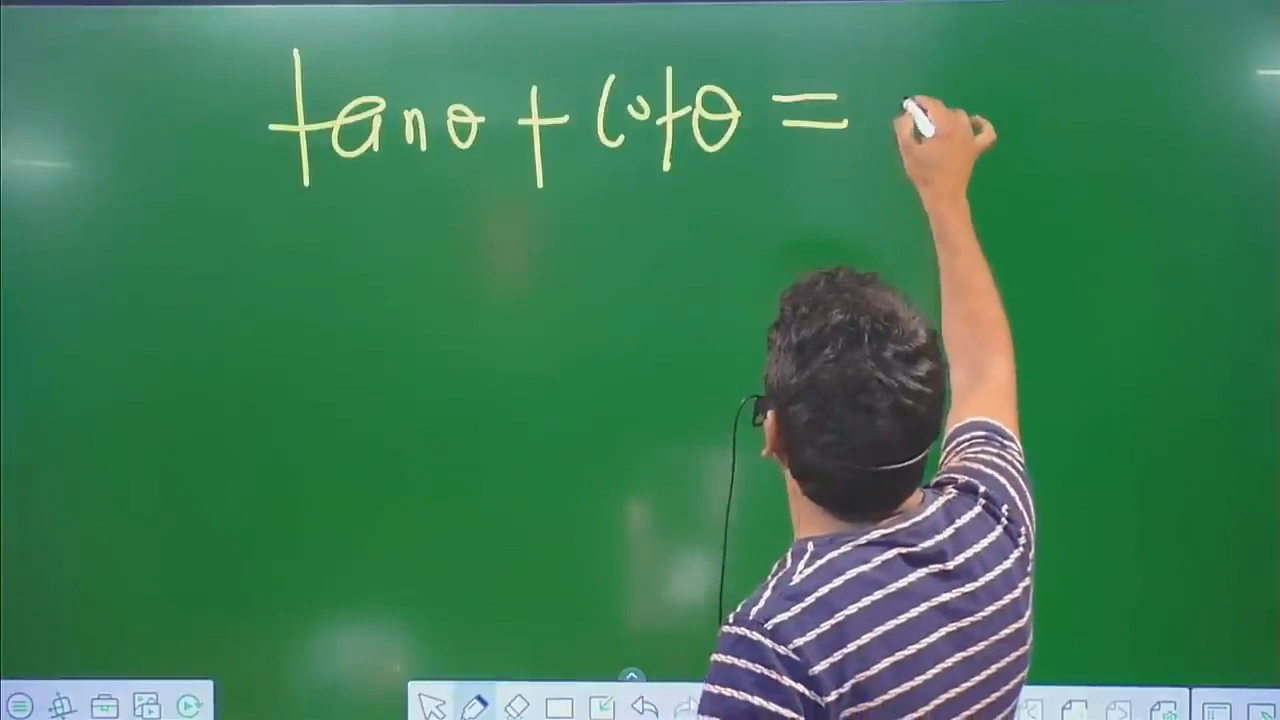 tanθ + cotθ =